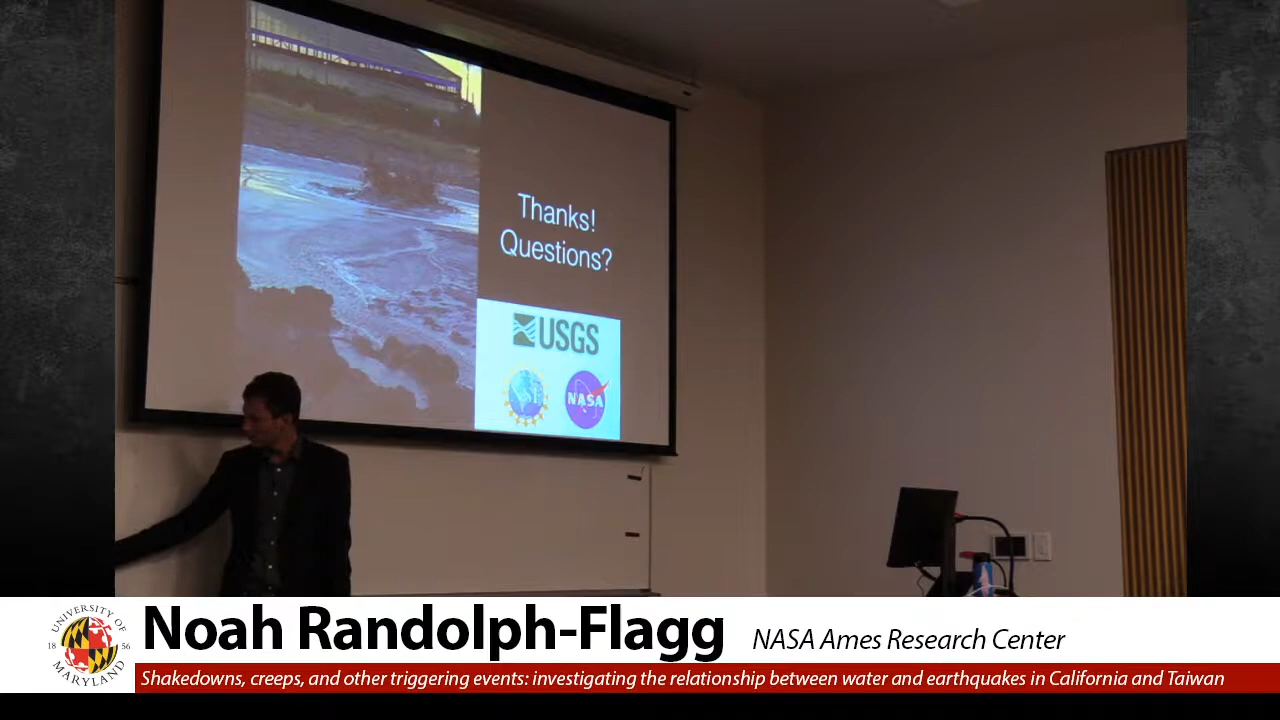 Thanks!
Questions?
USGS
NASA
UNIVERSITY OF
18 56
MARYLAND
Noah Randolph-Flagg NASA Ames Research Center
Shakedowns, creeps, and other triggering events: investigating the relationship between water and earthquakes in California and Taiwan